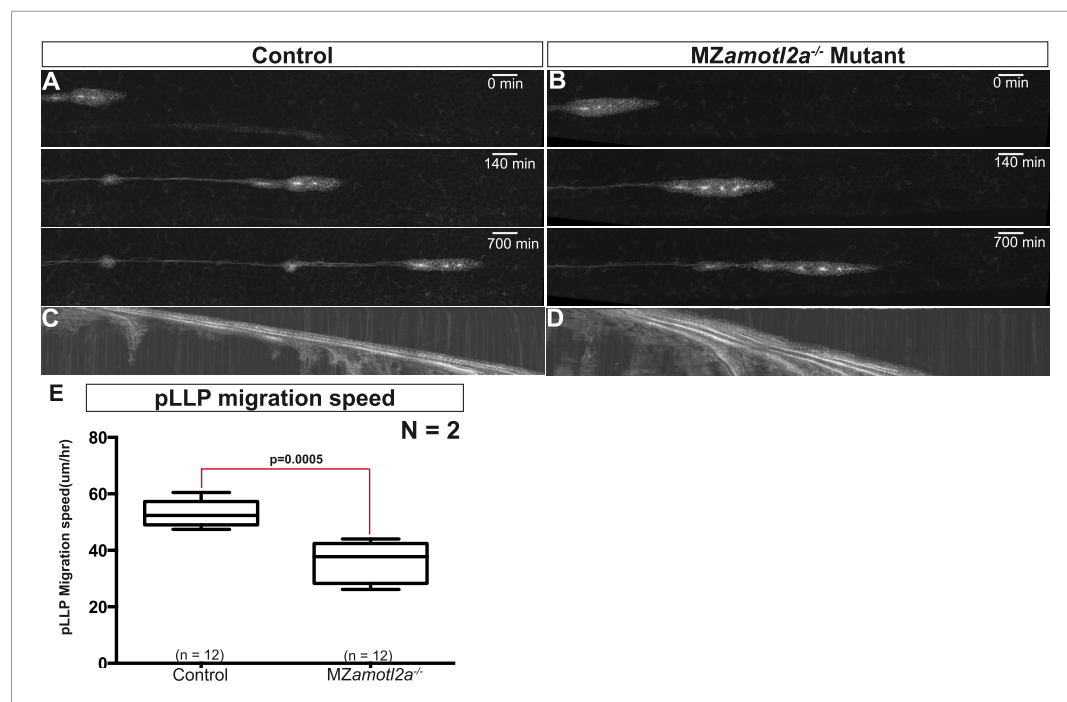 Control
MZamotl2a-/- Mutant
A
0 min
B
0 min
140 min
140 min
700 min
700 min
C
D
E
pLLP migration speed
N = 2
pLLP Migration speed(um/hr)
80
p=0.0005
60
40
20
0
(n = 12)
(n = 12)
Control
MZamotl2a-/-